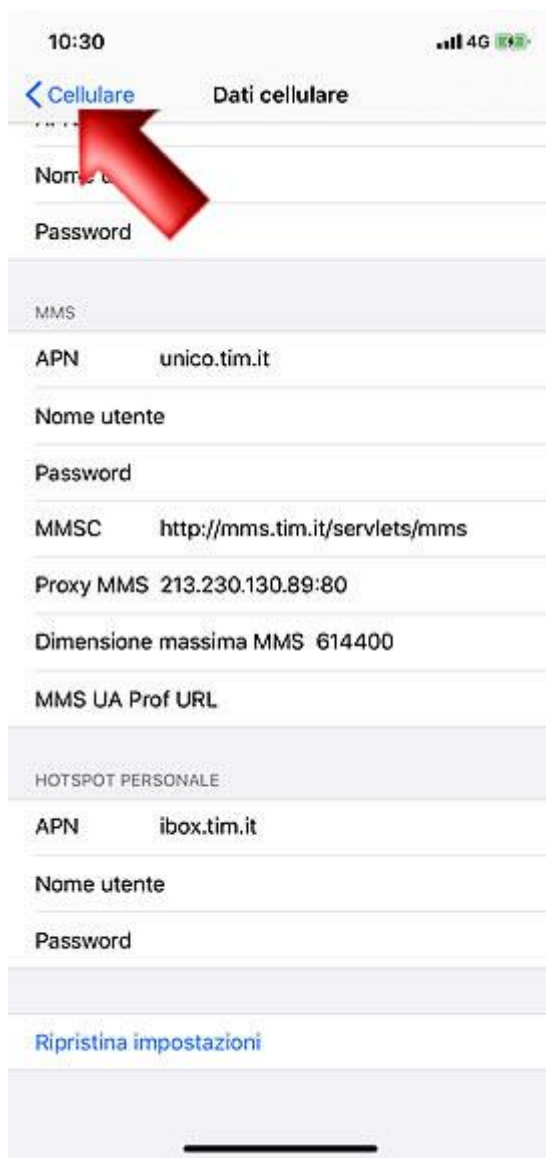 10:30 4G
Cellulare Dati cellulare
Nome
Password
MMS
APN unico.tim.it
Nome utente
Password
MMSC http://mms.tim.it/servlets/mms
Proxy MMS 213.230.130.89:80
Dimensione massima MMS 614400
MMS UA Prof URL
HOTSPOT PERSONALE
APN ibox.tim.it
Nome utente
Password
Ripristina impostazioni